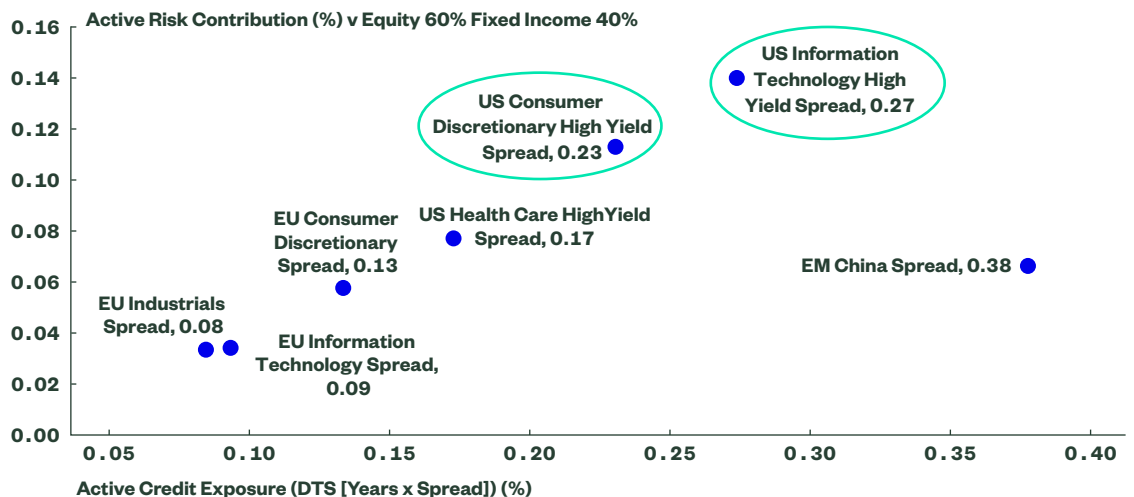 Active Risk Contribution (%) v Equity 60% Fixed Income 40%
0.16
0.14
0.12
0.10
0.08
0.06
0.04
0.02
0.00
US Information
Technology High
Yield Spread, 0.27
US Consumer
Discretionary High Yield
Spread, 0.23
US Health Care HighYield
Spread, 0.17
EU Consumer
Discretionary
Spread, 0.13
EM China Spread, 0.38
EU Industrials
Spread, 0.08
EU Information
Technology Spread,
0.09
0.05 0.10 0.15 0.20 0.25 0.30 0.35 0.40
Active Credit Exposure (DTS [Years x Spread]) (%)